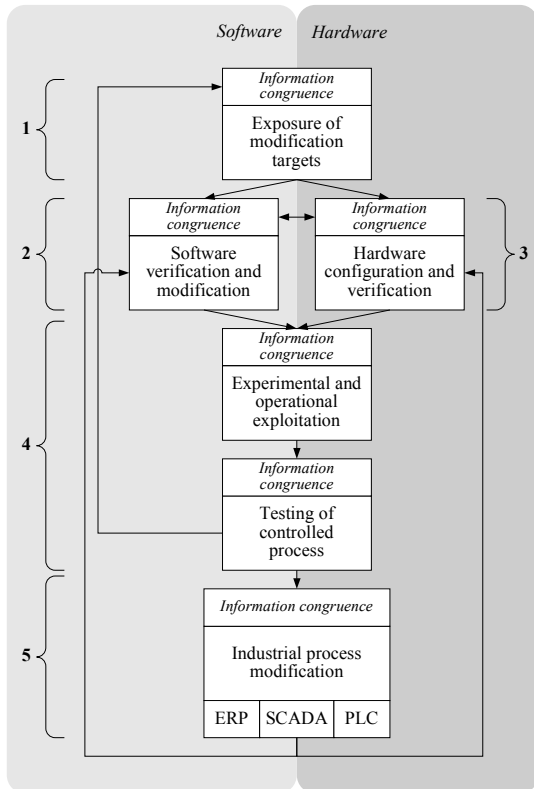 Software Hardware
Information
congruence
1
Exposure of
modification
targets
Information
congruence
Information
congruence
2
Software
verification and
modification
Hardware
configuration and
verification
3
Information
congruence
Experimental and
operational
exploitation
4
Information
congruence
Testing of
controlled
process
Information congruence
5
Industrial process
modification
ERP SCADA PLC